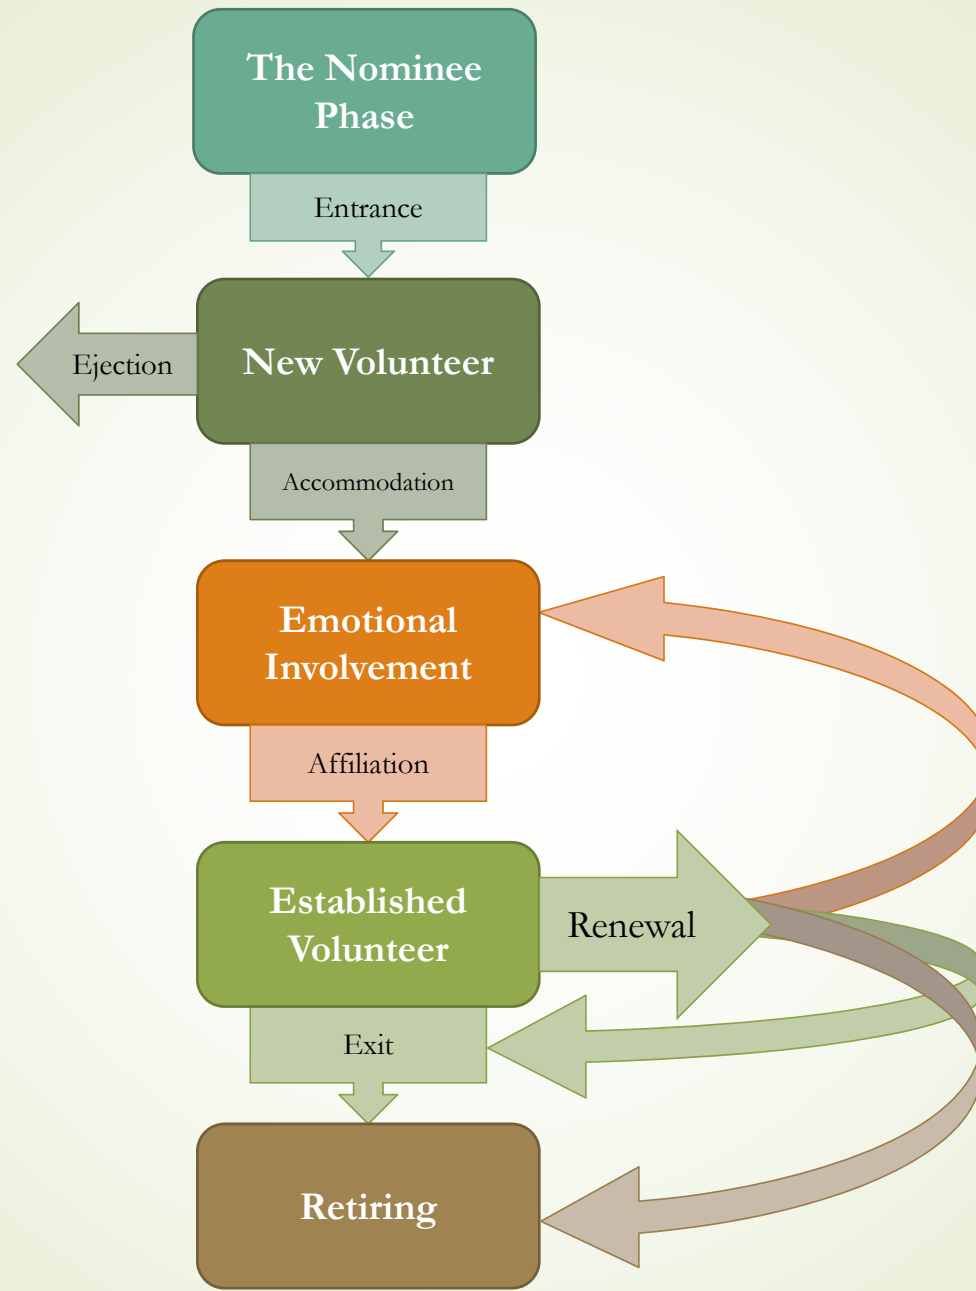 The Nominee
Phase
Entrance
New Volunteer
Ejection
Accommodation
Emotional
Involvement
Affiliation
Established
Volunteer
Renewal
Exit
Retiring